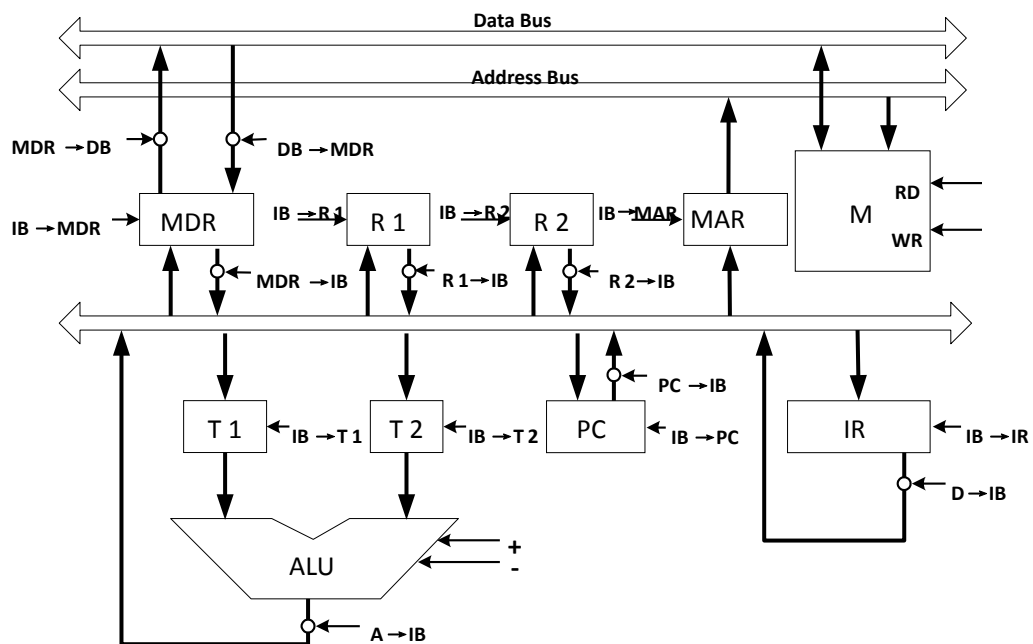 Data Bus
Address Bus
MDR → DB
DB → MDR
RD
IB → R 1
IB → R 2
IB → MAR
IB → MDR
MDR
R 1
R 2
MAR
M
WR
MDR → IB
R 1 → IB
R 2 → IB
PC → IB
T 1
IB → T 1
T 2
IB → T 2
PC
IB → PC
IR
IB → IR
D → IB
+
ALU
-
A → IB